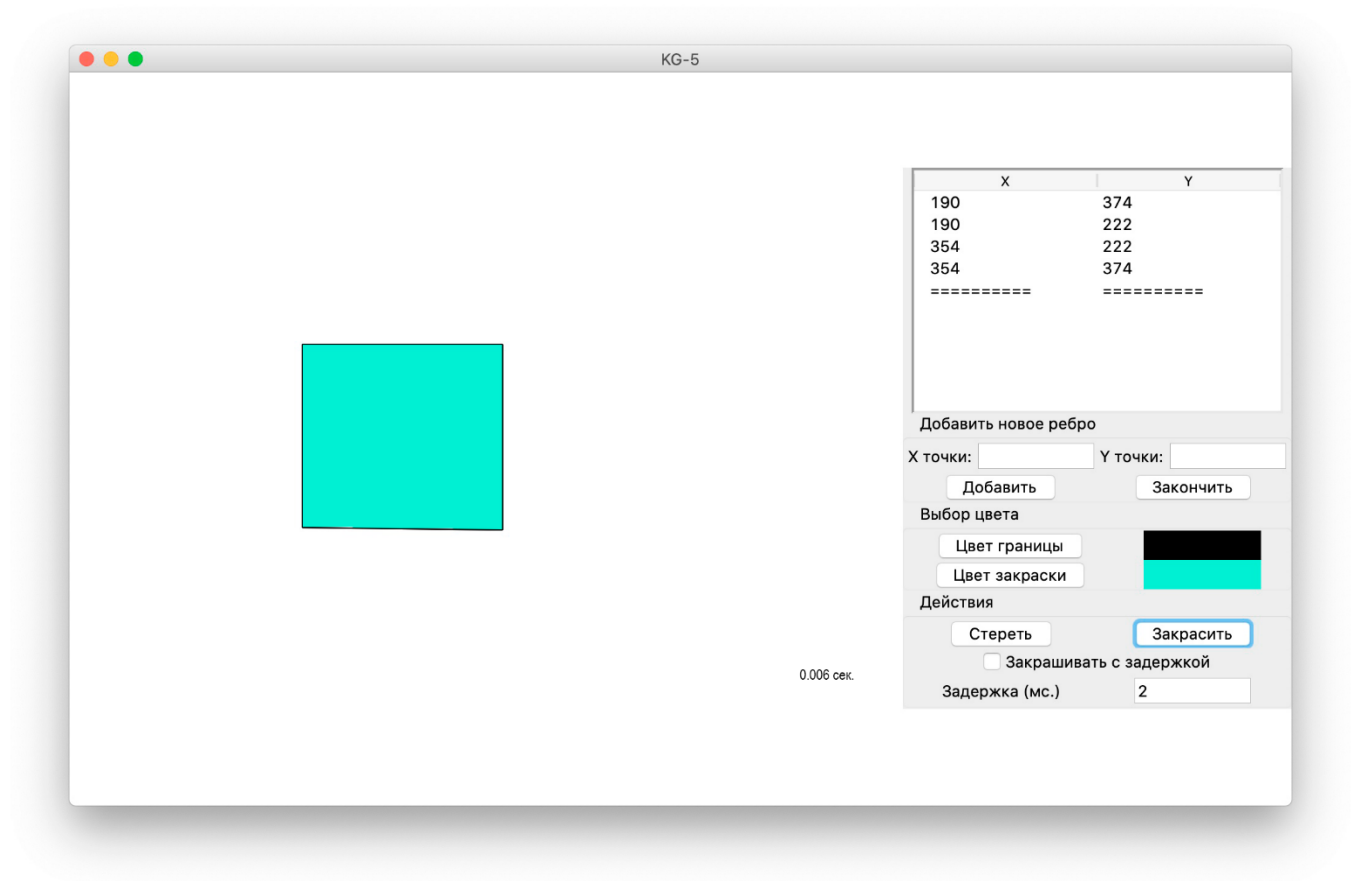 KG-5
X Y
190 374
190 222
354 222
354 374
========== ==========
Добавить новое ребро
X точки: Y точки:
Добавить Закончить
Выбор цвета
Цвет границы
Цвет закраски
Действия
Стереть Закрасить
Закрашивать с задержкой
0.006 сек.
Задержка (мс.) 2